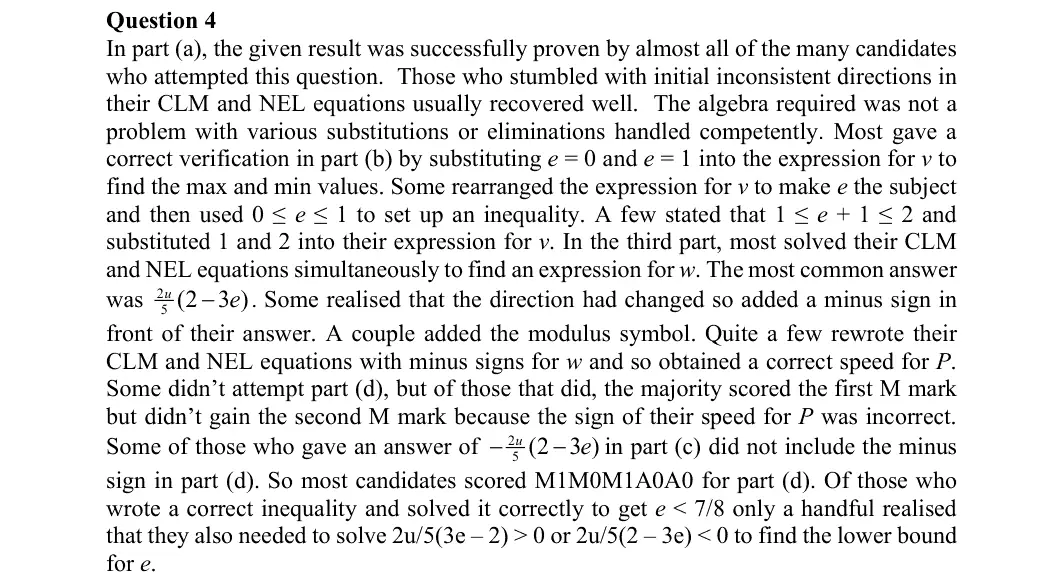 Question 4
In part (a), the given result was successfully proven by almost all of the many candidates
who attempted this question.  Those who stumbled with initial inconsistent directions in
their CLM and NEL equations usually recovered well.  The algebra required was not a
problem with various substitutions or eliminations handled competently. Most gave a
correct verification in part (b) by substituting e = 0 and e = 1 into the expression for v to
find the max and min values. Some rearranged the expression for v to make e the subject
and then used 0 ≤ e ≤ 1 to set up an inequality. A few stated that 1 ≤ e + 1 ≤ 2 and
substituted 1 and 2 into their expression for v. In the third part, most solved their CLM
and NEL equations simultaneously to find an expression for w. The most common answer
was 2u/5 (2 – 3e). Some realised that the direction had changed so added a minus sign in
front of their answer. A couple added the modulus symbol. Quite a few rewrote their
CLM and NEL equations with minus signs for w and so obtained a correct speed for P.
Some didn't attempt part (d), but of those that did, the majority scored the first M mark
but didn't gain the second M mark because the sign of their speed for P was incorrect.
Some of those who gave an answer of – 2u/5 (2 – 3e) in part (c) did not include the minus
sign in part (d). So most candidates scored M1M0M1A0A0 for part (d). Of those who
wrote a correct inequality and solved it correctly to get e < 7/8 only a handful realised
that they also needed to solve 2u/5(3e – 2) > 0 or 2u/5(2 – 3e) < 0 to find the lower bound
for e.